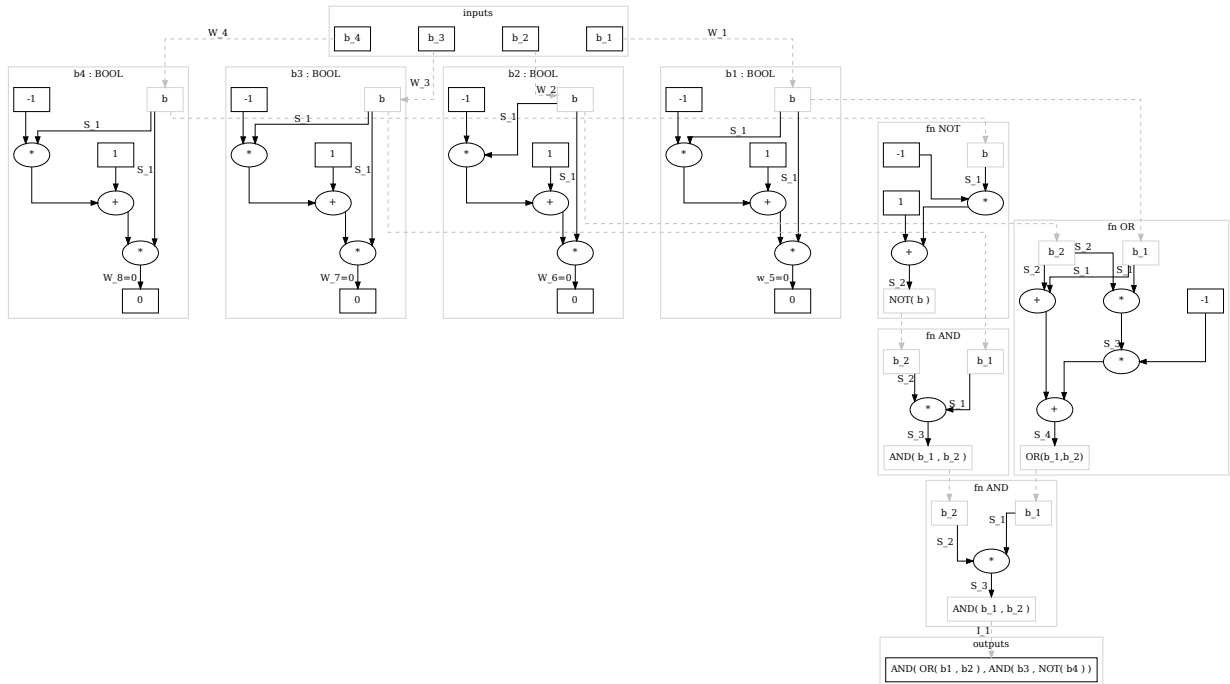 inputs
b_4
b_3
b_2
b_1
W_4
W_3
W_2
W_1
b4 : BOOL
-1
b
S_1
*
1
S_1
+
*
W_8=0
0
b3 : BOOL
-1
b
S_1
*
1
S_1
+
*
W_7=0
0
b2 : BOOL
-1
b
S_1
*
1
S_1
+
*
W_6=0
0
b1 : BOOL
-1
b
S_1
*
1
S_1
+
*
w_5=0
0
fn NOT
-1
b
S_1
1
*
+
S_2
NOT( b )
fn OR
b_2
S_2
b_1
S_2
S_1
S_1
+
*
-1
S_3
*
+
S_4
OR(b_1,b_2)
fn AND
b_2
b_1
S_2
S_1
*
S_3
AND( b_1 , b_2 )
fn AND
b_2
b_1
S_1
S_2
*
S_3
AND( b_1 , b_2 )
I_1
outputs
AND( OR( b1 , b2 ) , AND( b3 , NOT( b4 ) ) )